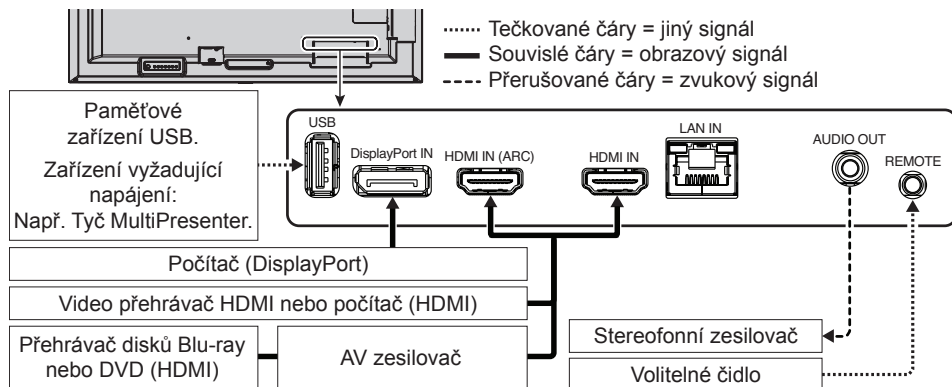 Tečkované čáry = jiný signál
Souvislé čáry = obrazový signál
Přerušované čáry = zvukový signál
Paměťové
zařízení USB.
Zařízení vyžadující
napájení:
Např. Tyč MultiPresenter.
USB
DisplayPort IN
HDMI IN (ARC)
HDMI IN
LAN IN
AUDIO OUT
REMOTE
Počítač (DisplayPort)
Video přehrávač HDMI nebo počítač (HDMI)
Přehrávač disků Blu-ray
nebo DVD (HDMI)
AV zesilovač
Stereofonní zesilovač
Volitelné čidlo